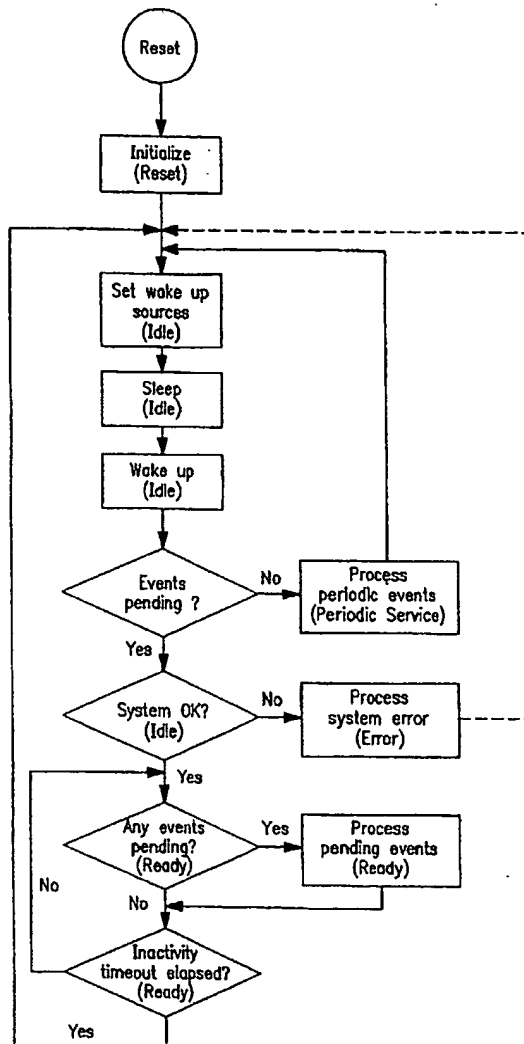 Reset
Initialize
(Reset)
Set wake up
sources
(Idle)
Sleep
(Idle)
Wake up
(Idle)
Events
pending ?
No
Process
periodic events
(Periodic Service)
Yes
System OK?
(Idle)
No
Process
system error
(Error)
Yes
Any events
pending?
(Ready)
Yes
Process
pending events
(Ready)
No
No
Inactivity
timeout elapsed?
(Ready)
Yes